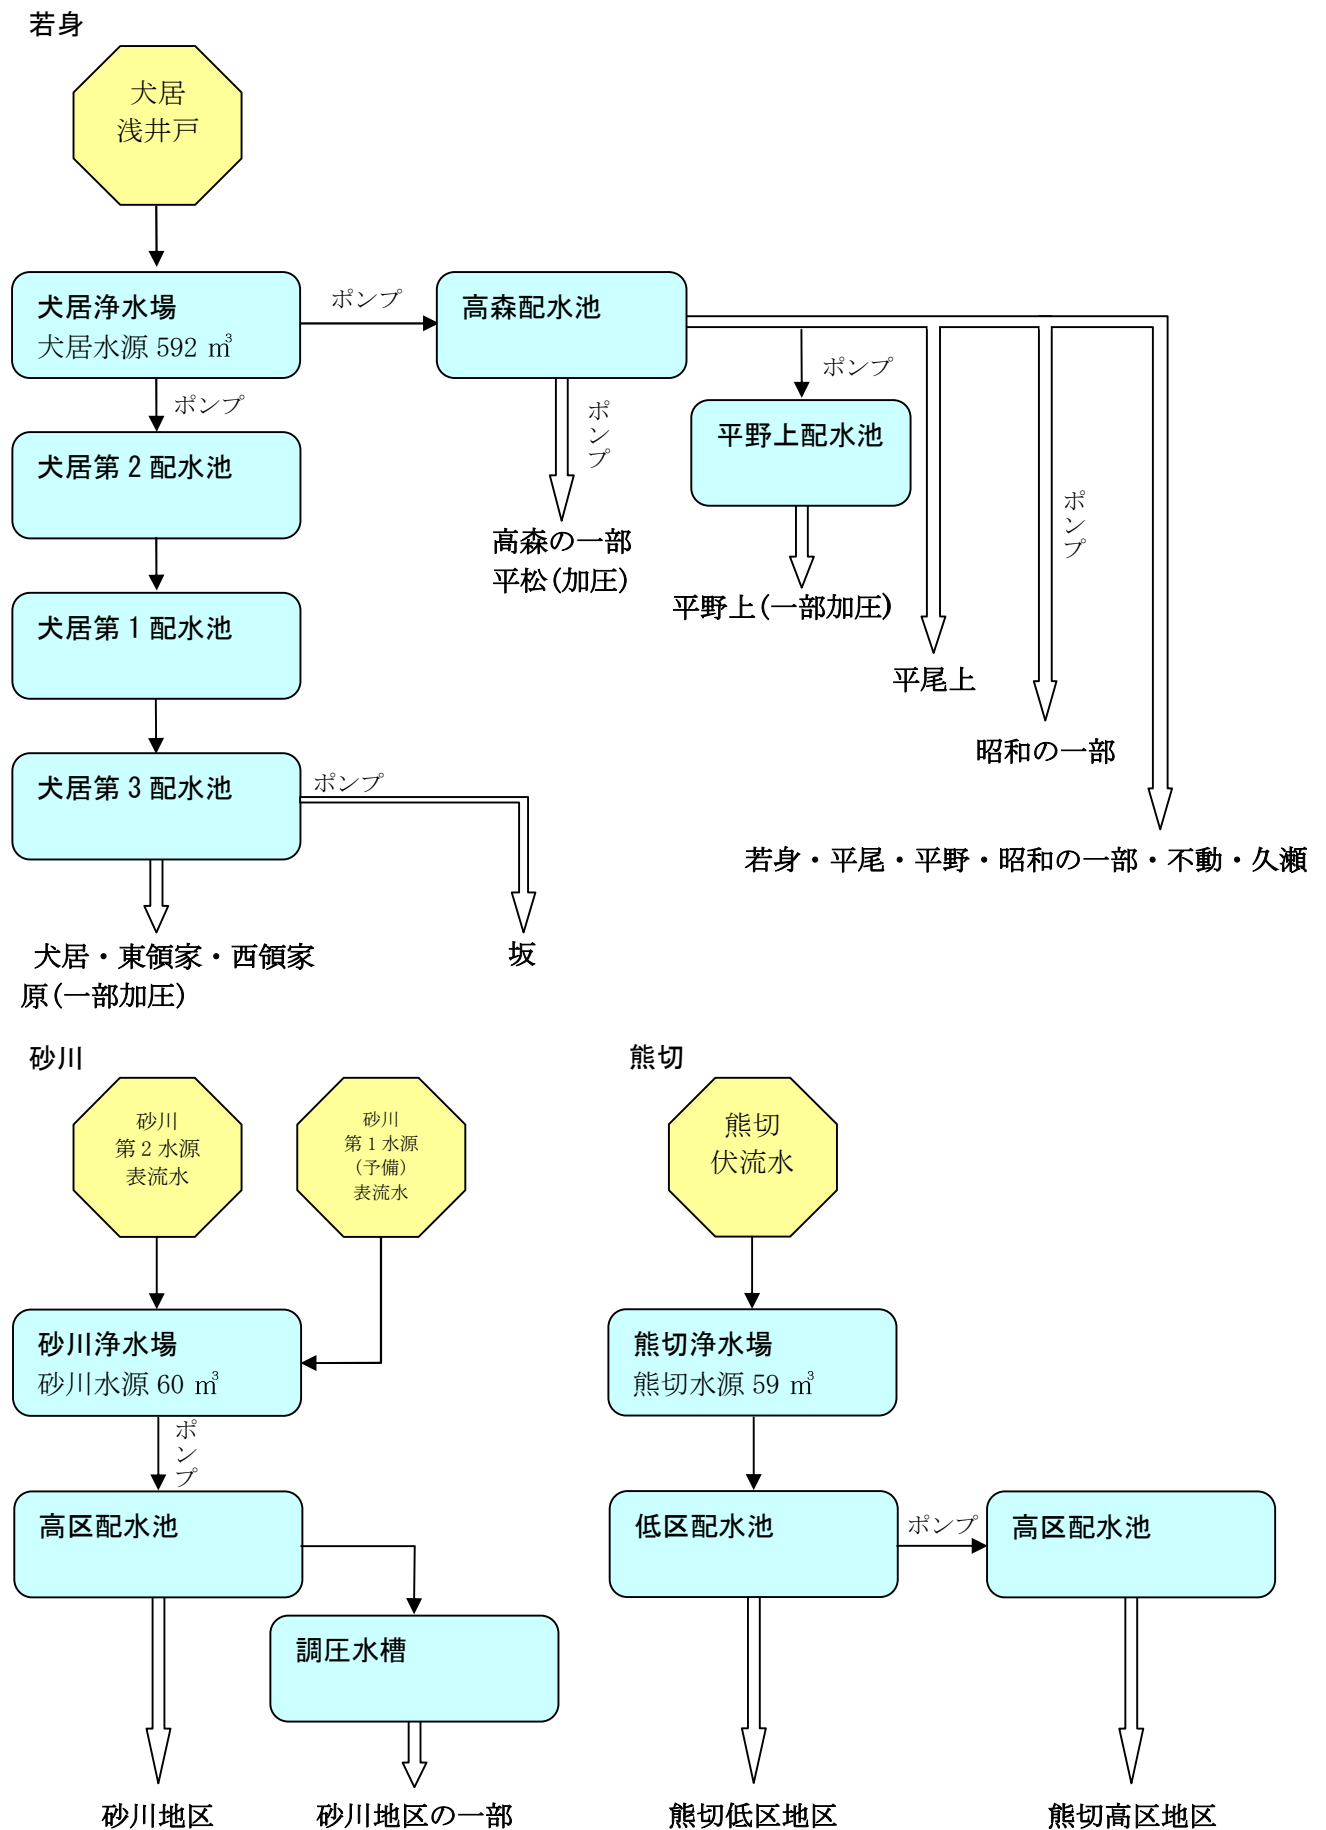 若身
犬居
浅井戸
犬居浄水場
犬居水源 592 ㎥
ポンプ
高森配水池
ポンプ
犬居第２配水池
ポンプ
高森の一部
平松(加圧)
ポンプ
平野上配水池
平野上(一部加圧)
平尾上
ポンプ
昭和の一部
若身・平尾・平野・昭和の一部・不動・久瀬
犬居第１配水池
犬居第３配水池
ポンプ
犬居・東領家・西領家
原(一部加圧)
坂
砂川
砂川
第２水源
表流水
砂川
第１水源
(予備)
表流水
砂川浄水場
砂川水源 60 ㎥
ポンプ
高区配水池
調圧水槽
砂川地区
砂川地区の一部
熊切
熊切
伏流水
熊切浄水場
熊切水源 59 ㎥
低区配水池
ポンプ
高区配水池
熊切低区地区
熊切高区地区